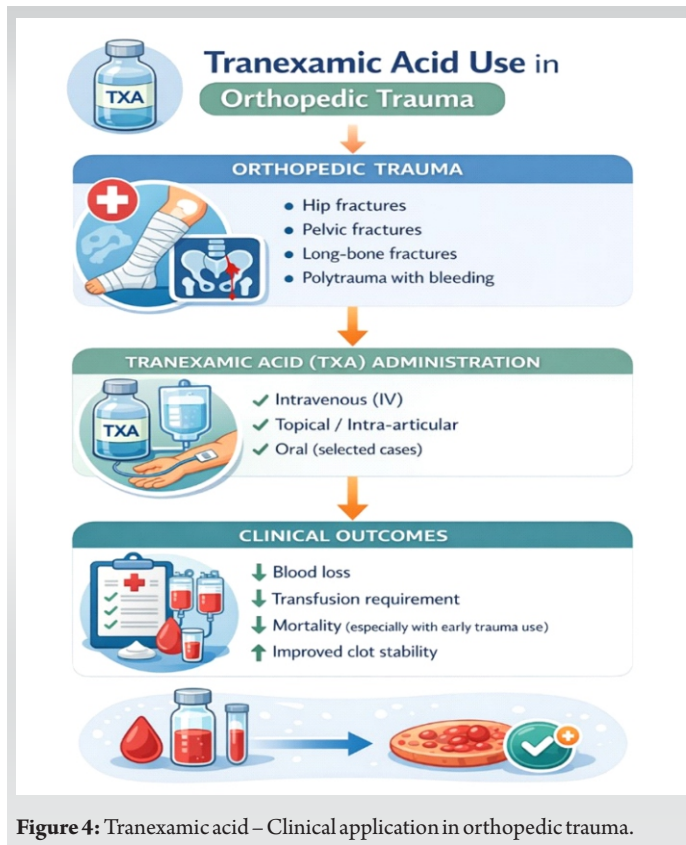 TXA
Tranexamic Acid Use in
Orthopedic Trauma
ORTHOPEDIC TRAUMA
• Hip fractures
• Pelvic fractures
• Long-bone fractures
• Polytrauma with bleeding
TRANEXAMIC ACID (TXA) ADMINISTRATION
TXA
✓ Intravenous (IV)
✓ Topical / Intra-articular
✓ Oral (selected cases)
CLINICAL OUTCOMES
↓ Blood loss
↓ Transfusion requirement
↓ Mortality (especially with early trauma use)
↑ Improved clot stability
Figure 4: Tranexamic acid – Clinical application in orthopedic trauma.